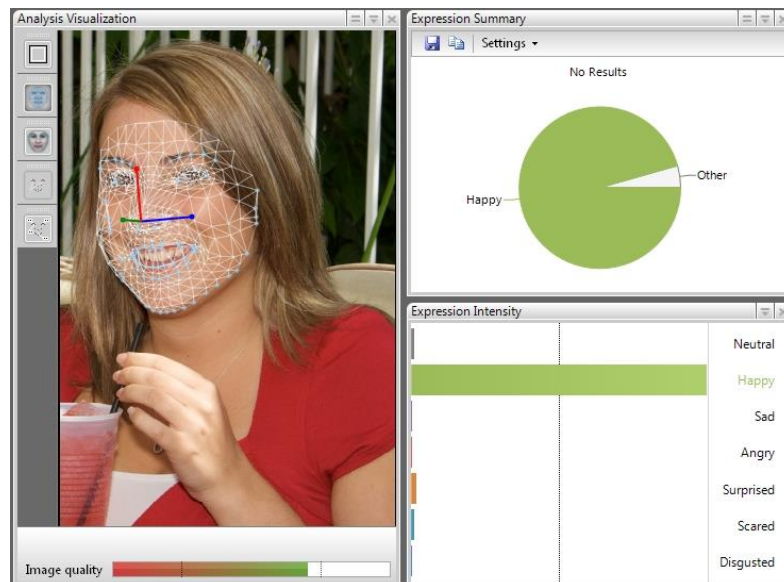 Analysis Visualization
Image quality
Expression Summary
Settings
No Results
Happy
Other
Expression Intensity
Neutral
Happy
Sad
Angry
Surprised
Scared
Disgusted